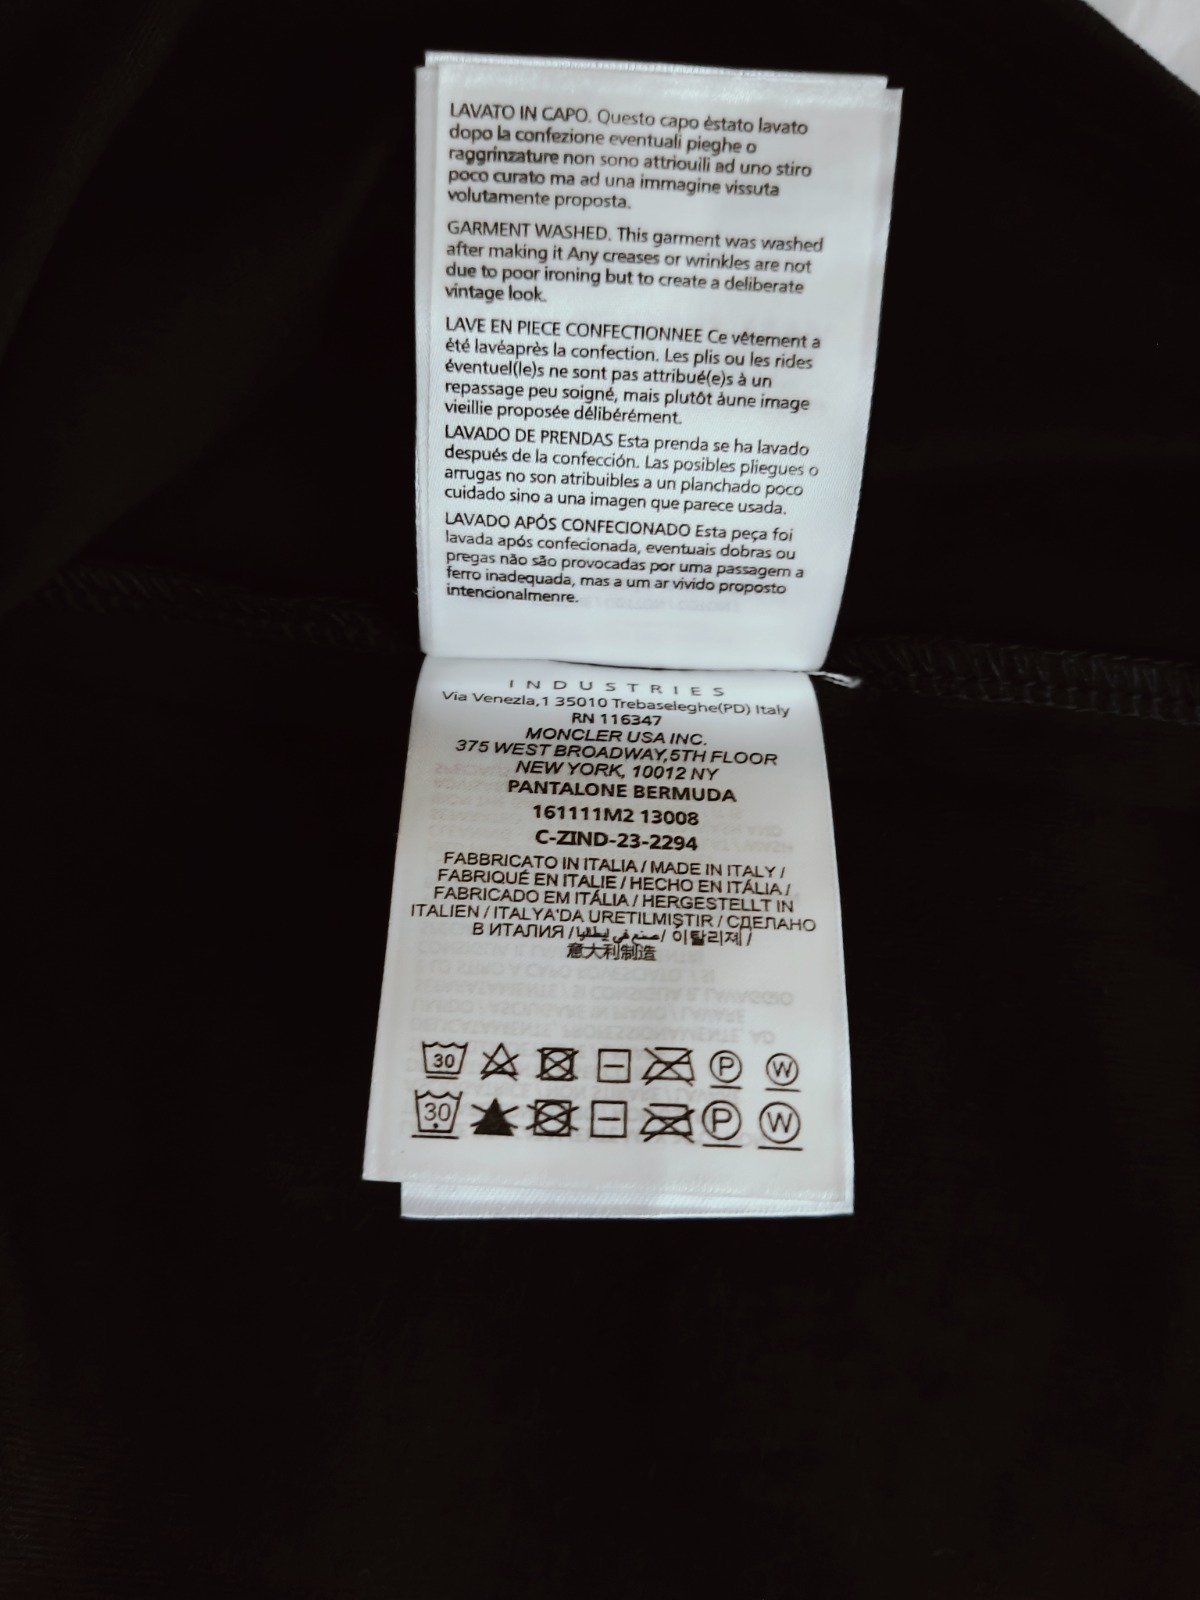 LAVATO IN CAPO. Questo capo èstato lavato
dopo la confezione eventuali pieghe o
raggrinzature non sono attriouili ad uno stiro
poco curato ma ad una immagine vissuta
volutamente proposta.
GARMENT WASHED. This garment was washed
after making it Any creases or wrinkles are not
due to poor ironing but to create a deliberate
vintage look.
LAVE EN PIECE CONFECTIONNEE Ce vêtement a
été lavéaprès la confection. Les plis ou les rides
éventuel(le)s ne sont pas attribué(e)s à un
repassage peu soigné, mais plutôt àune image
vieillie proposée délibérément.
LAVADO DE PRENDAS Esta prenda se ha lavado
después de la confección. Las posibles pliegues o
arrugas no son atribuibles a un planchado poco
cuidado sino a una imagen que parece usada.
LAVADO APÓS CONFECIONADO Esta peça foi
lavada após confecionada, eventuais dobras ou
pregas não são provocadas por uma passagem a
ferro inadequada, mas a um ar vivido proposto
intencionalmenre.
INDUSTRIES
Via Venezla,1 35010 Trebaseleghe(PD) Italy
RN 116347
MONCLER USA INC.
375 WEST BROADWAY,5TH FLOOR
NEW YORK, 10012 NY
PANTALONE BERMUDA
161111M2 13008
C-ZIND-23-2294
FABBRICATO IN ITALIA / MADE IN ITALY /
FABRIQUÉ EN ITALIE / HECHO EN ITÁLIA /
FABRICADO EM ITÁLIA / HERGESTELLT IN
ITALIEN / ITALYA'DA URETILMIŞTIR / СДЕЛАНО
В ИТАЛИЯ / صنع في إيطاليا / 이탈리제 /
意大利制造
30 P W
30 P W